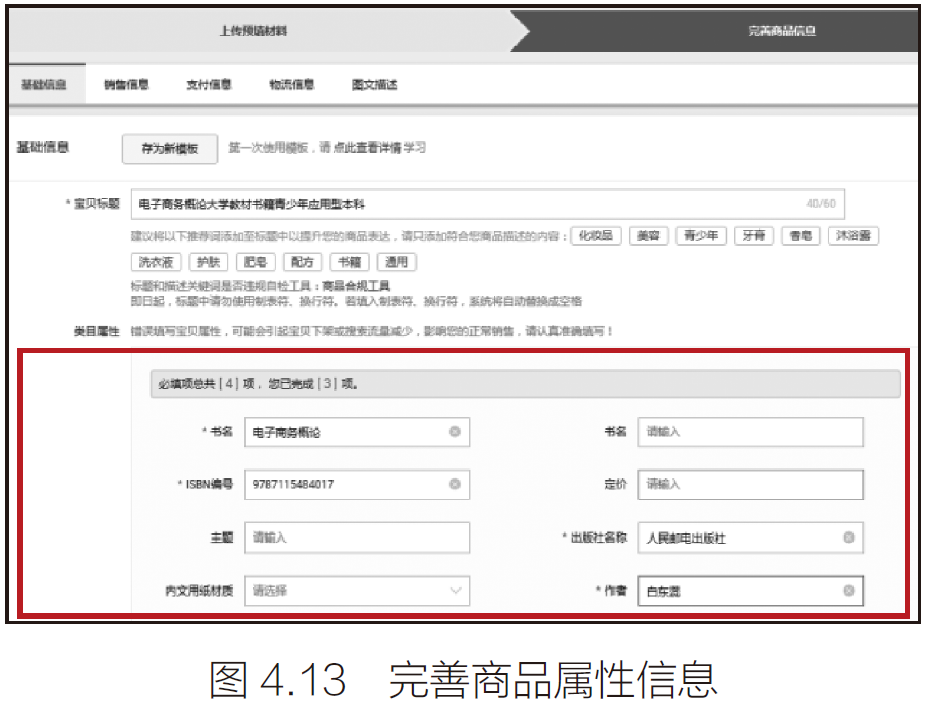 上传预填材料 完善商品信息
基础信息 销售信息 支付信息 物流信息 图文描述
基础信息 存为新模板 第一次使用模板，请 点此查看详情 学习
* 宝贝标题 电子商务概论大学教材书籍青少年应用型本科 40/60
建议将以下推荐词添加至标题中以提升您的商品表达，请只添加符合您商品描述的内容： 化妆品 美容 青少年 牙膏 香皂 沐浴露
洗衣液 护肤 肥皂 配方 书籍 通用
标题和描述关键词是否违规自检工具：商品合规工具
即日起，标题中请勿使用制表符、换行符。若填入制表符、换行符，系统将自动替换成空格
类目属性 错误填写宝贝属性，可能会引起宝贝下架或搜索流量减少，影响您的正常销售，请认真准确填写！
必填项总共 [ 4 ] 项， 您已完成 [ 3 ] 项。
* 书名 电子商务概论 书名 请输入
* ISBN编号 9787115484017 定价 请输入
主题 请输入 * 出版社名称 人民邮电出版社
内文用纸材质 请选择 * 作者 白东蕊
图 4.13 完善商品属性信息